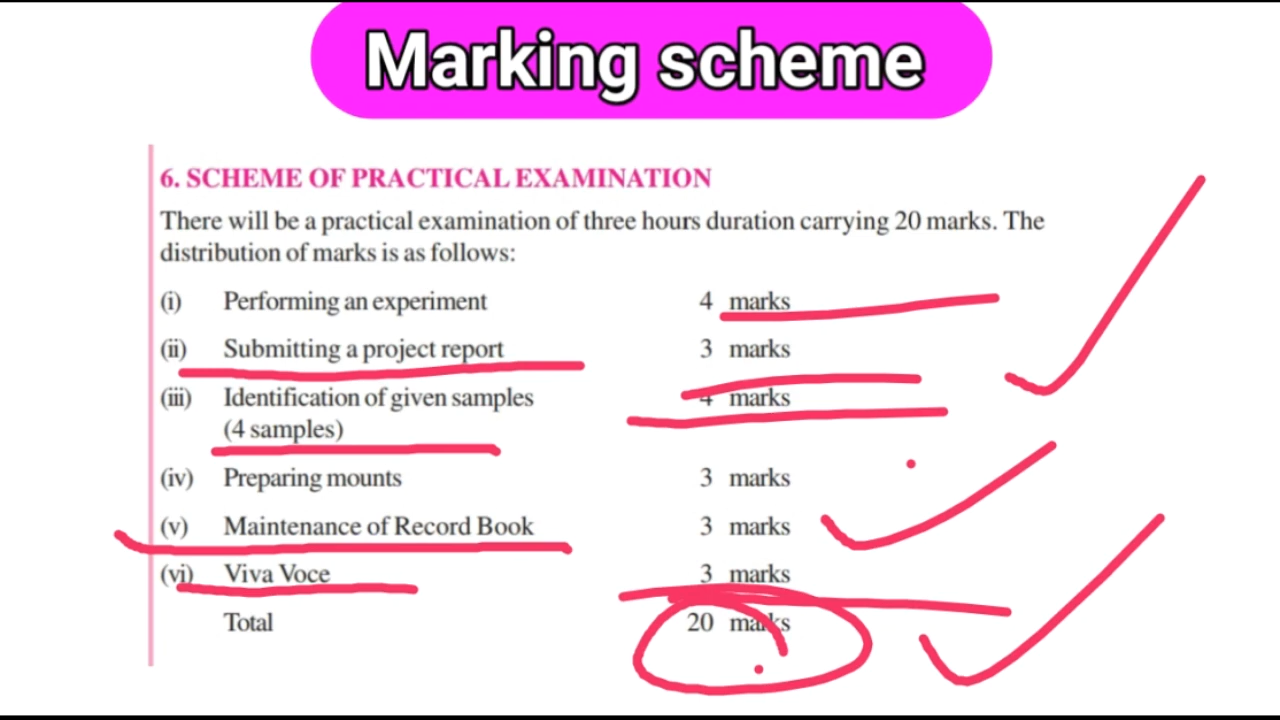 Marking scheme
6. SCHEME OF PRACTICAL EXAMINATION
There will be a practical examination of three hours duration carrying 20 marks. The
distribution of marks is as follows:
(i) Performing an experiment 4 marks
(ii) Submitting a project report 3 marks
(iii) Identification of given samples 4 marks
(4 samples)
(iv) Preparing mounts 3 marks
(v) Maintenance of Record Book 3 marks
(vi) Viva Voce 3 marks
Total 20 marks